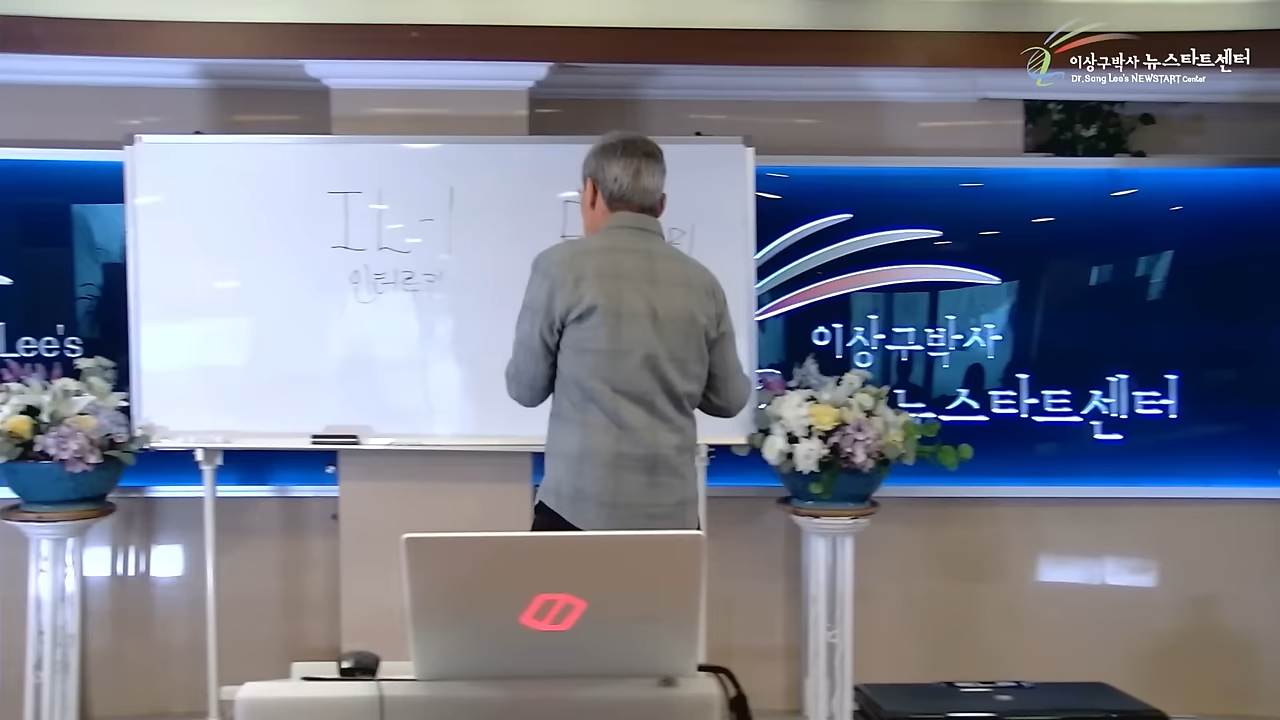 이상구박사 뉴스타트센터
Dr. Sang Lee's NEWSTART Center
IL-1
인터루킨
Lee's
이상구박사
뉴스타트센터